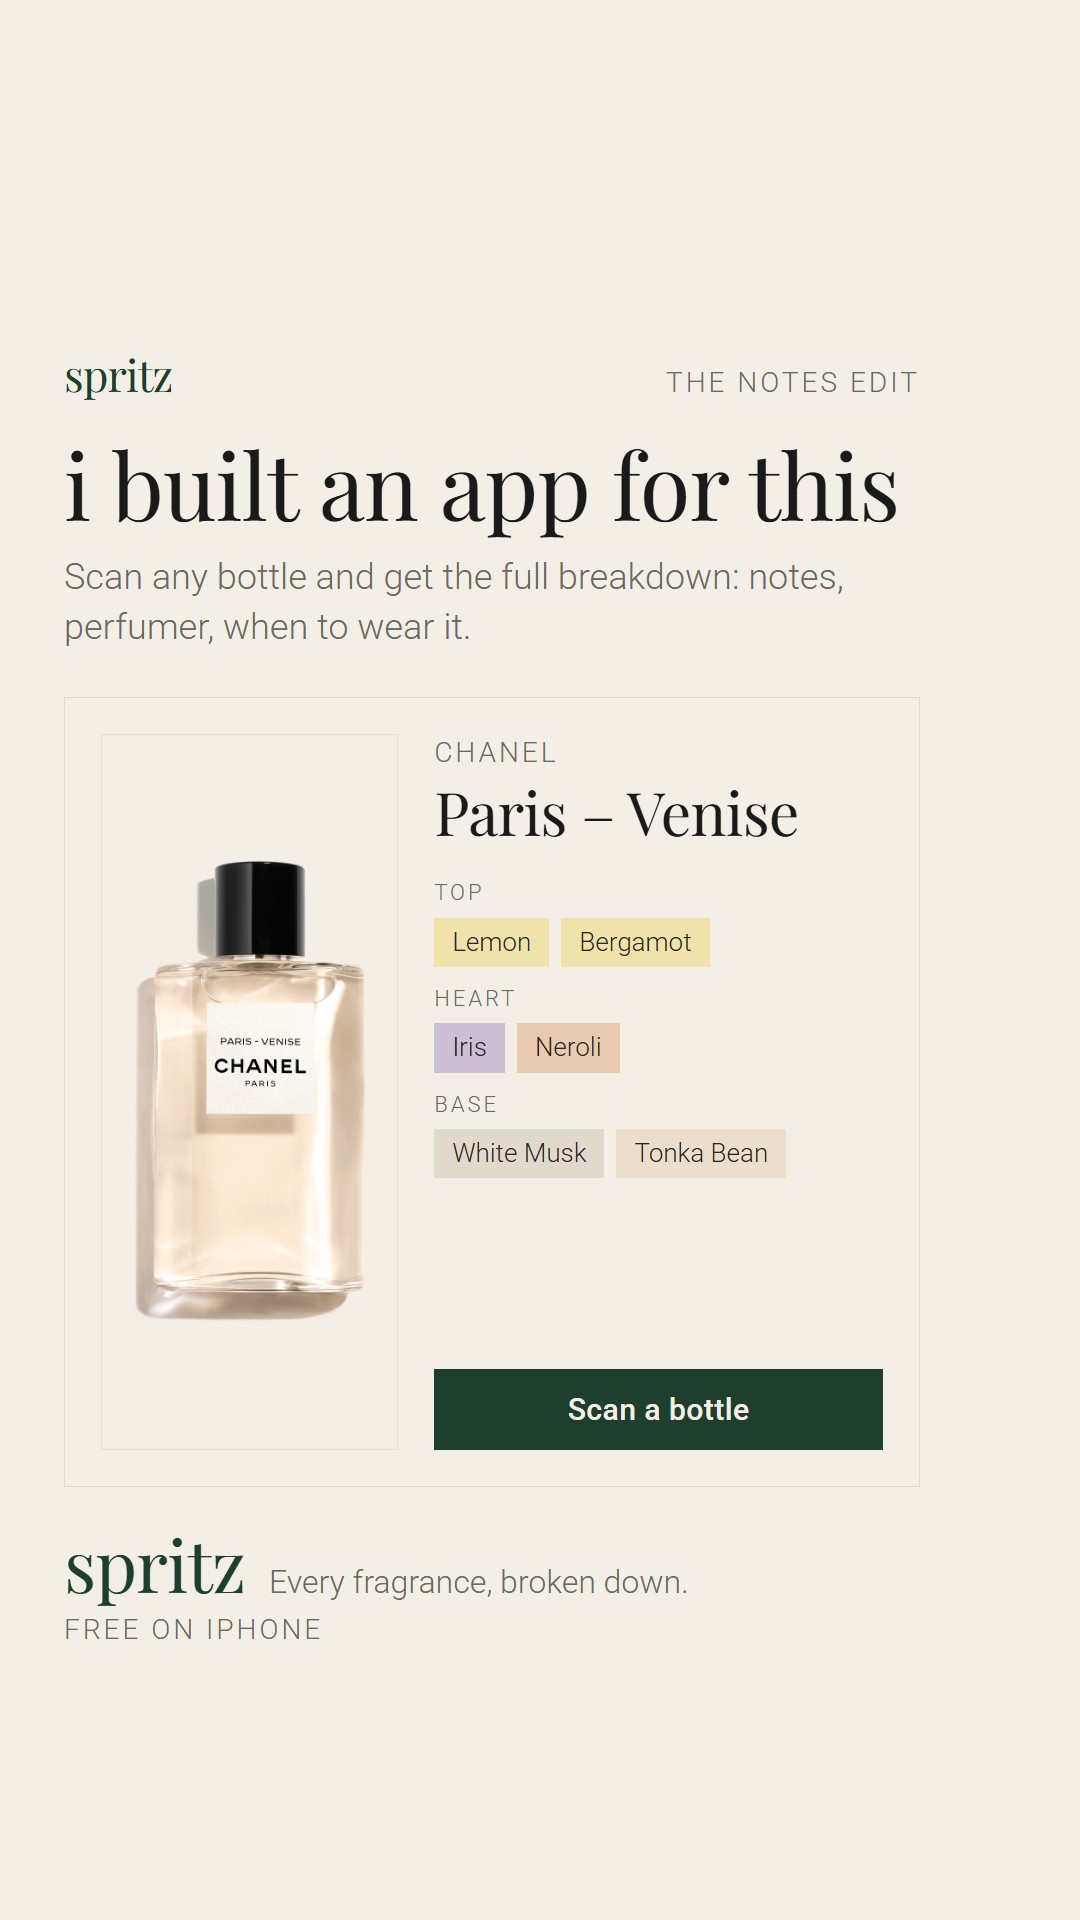 spritz
THE NOTES EDIT
i built an app for this
Scan any bottle and get the full breakdown: notes,
perfumer, when to wear it.
CHANEL
Paris – Venise
TOP
Lemon
Bergamot
HEART
Iris
Neroli
BASE
White Musk
Tonka Bean
PARIS - VENISE
CHANEL
PARIS
Scan a bottle
spritz
Every fragrance, broken down.
FREE ON IPHONE